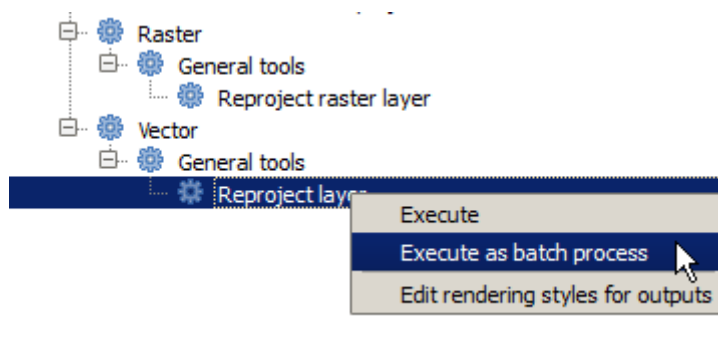 Raster
General tools
Reproject raster layer
Vector
General tools
Reproject layer
Execute
Execute as batch process
Edit rendering styles for outputs